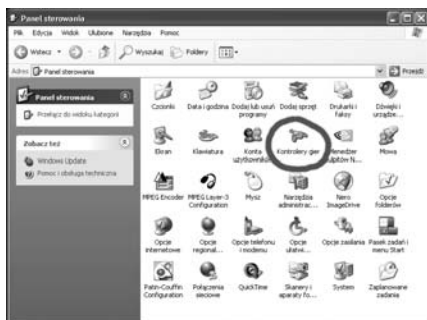 Panel sterowania
Plik Edycja Widok Ulubione Narzędzia Pomoc
Wstecz Wyszukaj Foldery
Adres Panel sterowania Przejdź
Panel sterowania
Przełącz do widoku kategorii
Zobacz też
Windows Update
Pomoc i obsługa techniczna
Czcionki Data i godzina Dodaj lub usuń programy Dodaj sprzęt Drukarki i faksy Dźwięki i urządze...
Ekran Klawiatura Konta użytkowników Kontrolery gier Menedżer efektów N... Mowa
MPEG Encoder MPEG Layer-3 Configuration Mysz Narzędzia administrac... Nero ImageDrive Opcje folderów
Opcje internetowe Opcje regional... Opcje telefonu i modemu Opcje ułatwi... Opcje zasilania Pasek zadań i menu Start
Patin-Couffin Configuration Połączenia sieciowe QuickTime Skanery i aparaty fo... System Zaplanowane zadania